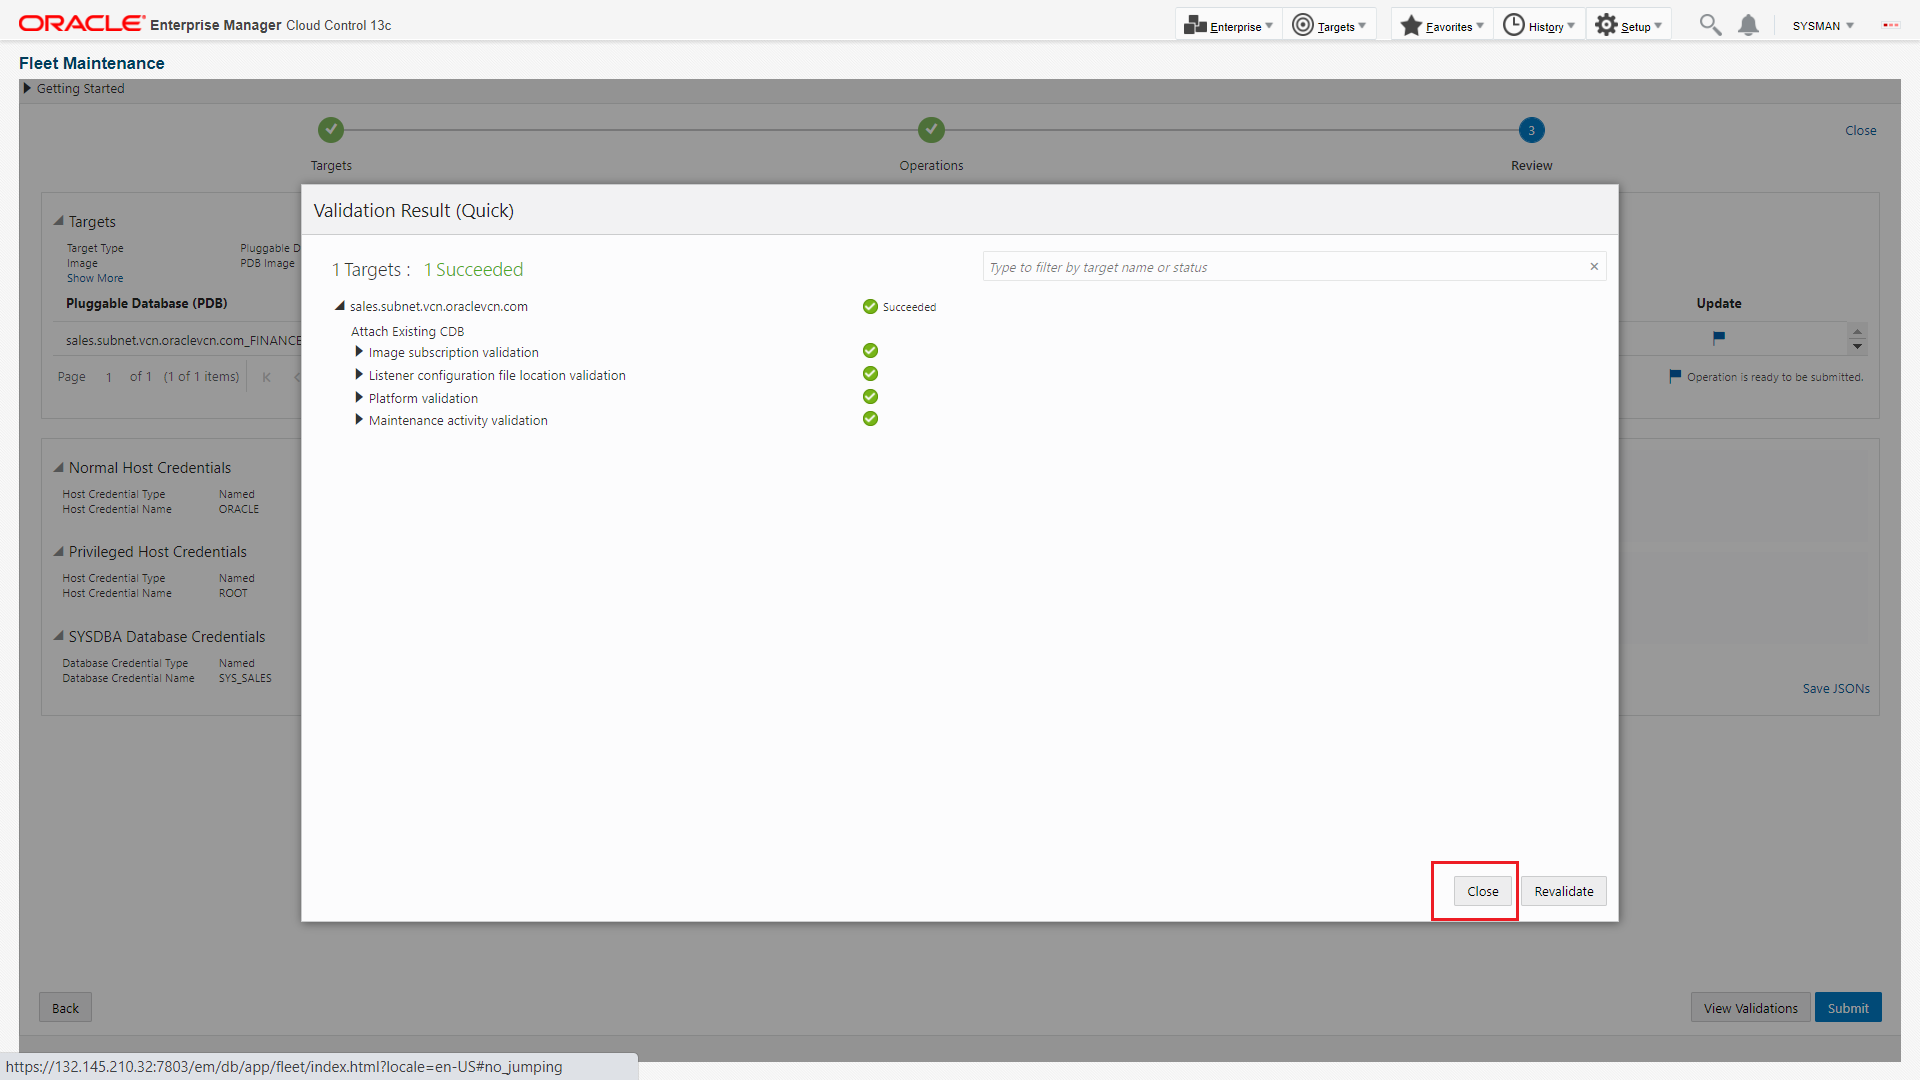 ORACLE Enterprise Manager Cloud Control 13c
Enterprise
Targets
Favorites
History
Setup
SYSMAN
Fleet Maintenance
Getting Started
3
Close
Targets
Operations
Review
Validation Result (Quick)
1 Targets : 1 Succeeded
Type to filter by target name or status
sales.subnet.vcn.oraclevcn.com
Succeeded
Attach Existing CDB
Image subscription validation
Listener configuration file location validation
Platform validation
Maintenance activity validation
Close
Revalidate
Targets
Target Type Pluggable D
Image PDB Image
Show More
Pluggable Database (PDB)
Update
sales.subnet.vcn.oraclevcn.com_FINANCE
Page 1 of 1 (1 of 1 items)
Operation is ready to be submitted.
Normal Host Credentials
Host Credential Type Named
Host Credential Name ORACLE
Privileged Host Credentials
Host Credential Type Named
Host Credential Name ROOT
SYSDBA Database Credentials
Database Credential Type Named
Database Credential Name SYS_SALES
Save JSONs
Back
View Validations
Submit
https://132.145.210.32:7803/em/db/app/fleet/index.html?locale=en-US#no_jumping